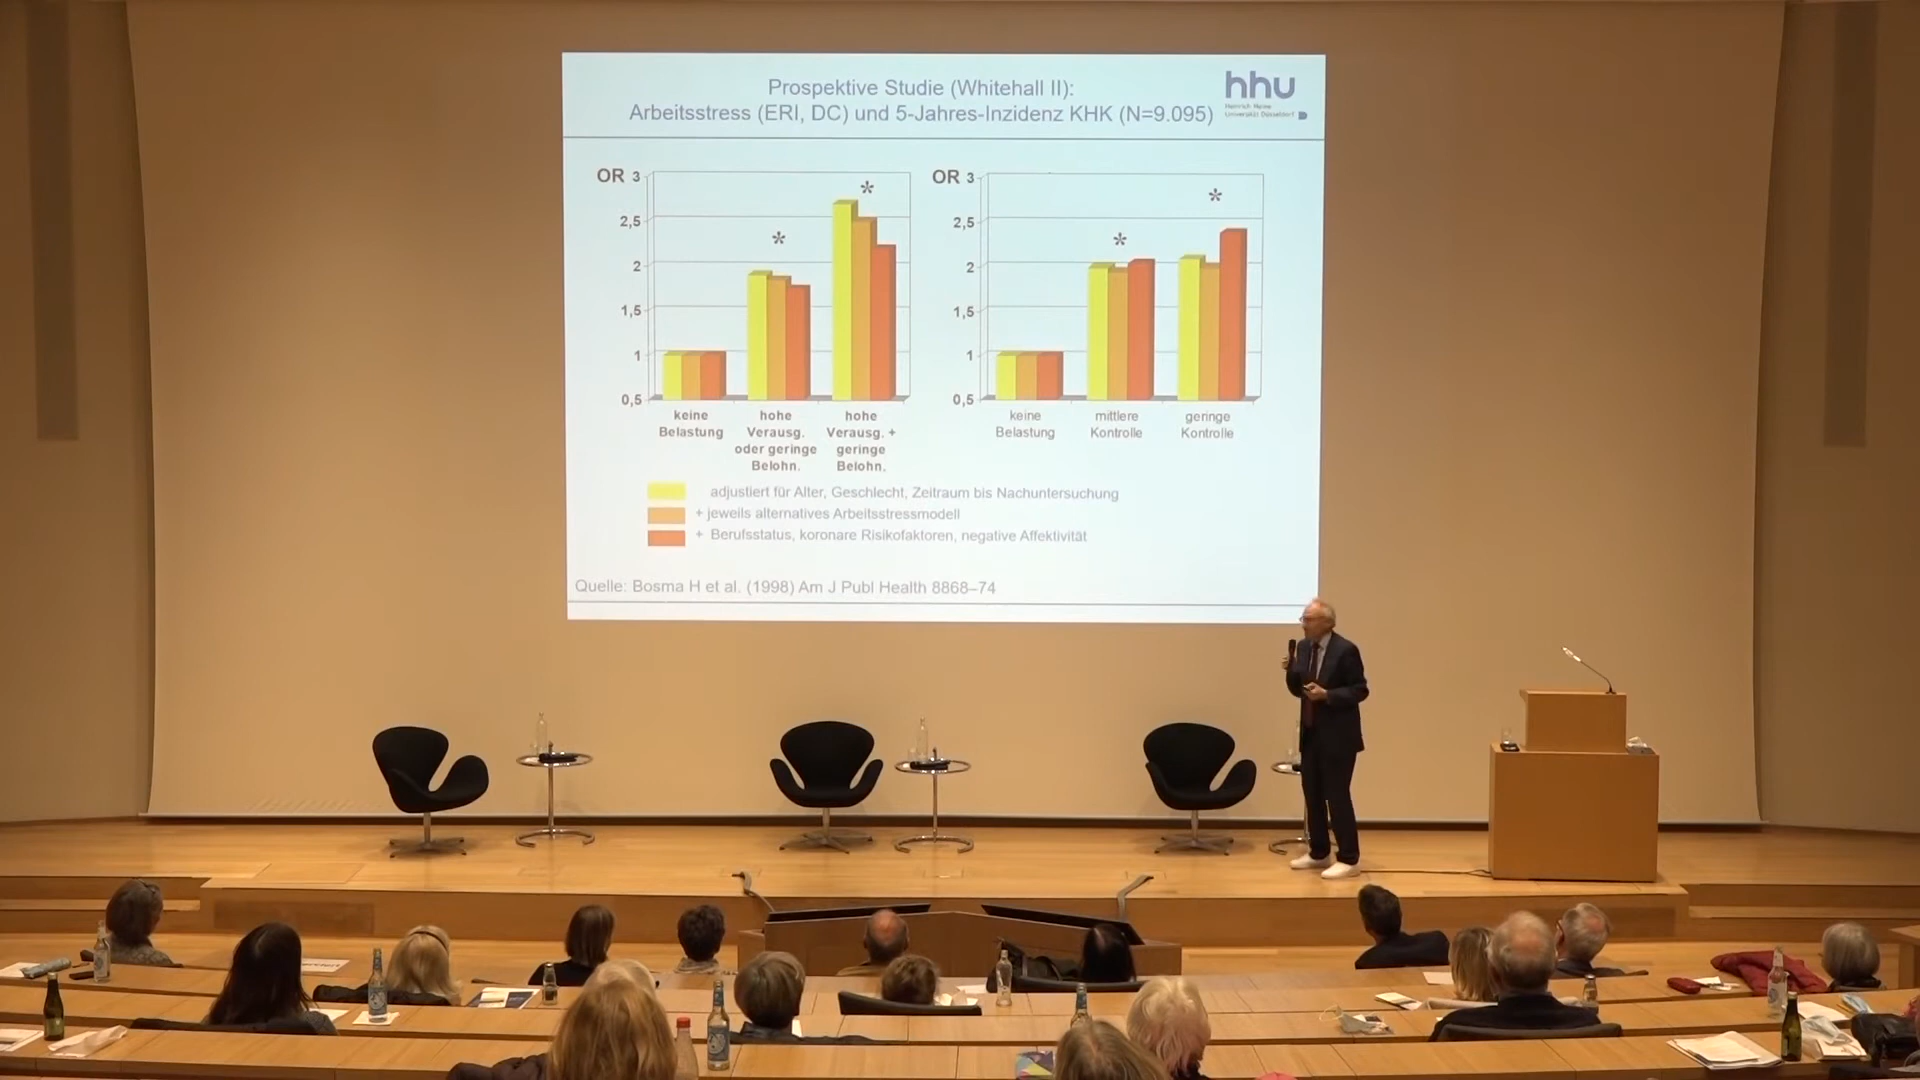 Prospektive Studie (Whitehall II):
Arbeitsstress (ERI, DC) und 5-Jahres-Inzidenz KHK (N=9.095)
hhu
Heinrich Heine
Universität Düsseldorf
OR 3
2,5
2
1,5
1
0,5
*
*
keine
Belastung
hohe
Verausg.
oder geringe
Belohn.
hohe
Verausg. +
geringe
Belohn.
OR 3
2,5
2
1,5
1
0,5
*
*
keine
Belastung
mittlere
Kontrolle
geringe
Kontrolle
adjustiert für Alter, Geschlecht, Zeitraum bis Nachuntersuchung
+ jeweils alternatives Arbeitsstressmodell
+ Berufsstatus, koronare Risikofaktoren, negative Affektivität
Quelle: Bosma H et al. (1998) Am J Publ Health 8868–74